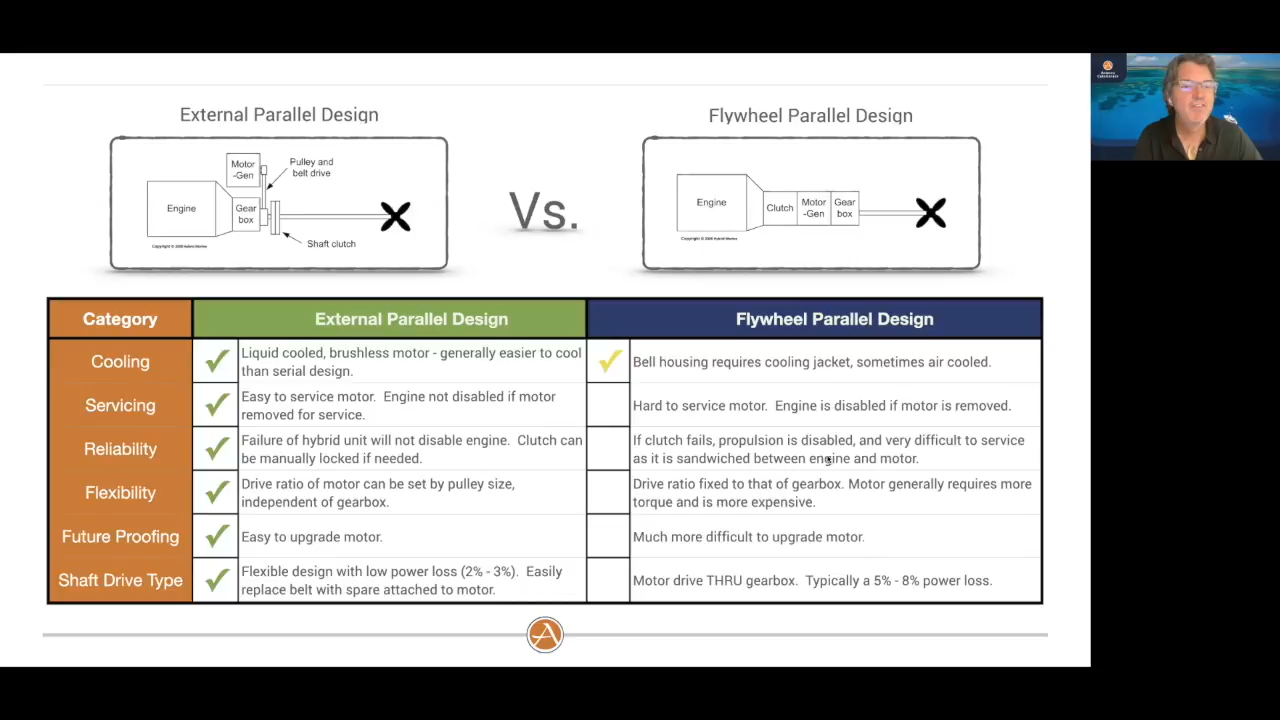 External Parallel Design
Flywheel Parallel Design
Motor
-Gen
Pulley and
belt drive
Engine
Gear
box
Shaft clutch
Copyright © 2008 Hybrid Marine
Vs.
Engine
Clutch
Motor
-Gen
Gear
box
Copyright © 2008 Hybrid Marine
Category
External Parallel Design
Flywheel Parallel Design
Cooling
Liquid cooled, brushless motor - generally easier to cool
than serial design.
Bell housing requires cooling jacket, sometimes air cooled.
Servicing
Easy to service motor. Engine not disabled if motor
removed for service.
Hard to service motor. Engine is disabled if motor is removed.
Reliability
Failure of hybrid unit will not disable engine. Clutch can
be manually locked if needed.
If clutch fails, propulsion is disabled, and very difficult to service
as it is sandwiched between engine and motor.
Flexibility
Drive ratio of motor can be set by pulley size,
independent of gearbox.
Drive ratio fixed to that of gearbox. Motor generally requires more
torque and is more expensive.
Future Proofing
Easy to upgrade motor.
Much more difficult to upgrade motor.
Shaft Drive Type
Flexible design with low power loss (2% - 3%). Easily
replace belt with spare attached to motor.
Motor drive THRU gearbox. Typically a 5% - 8% power loss.